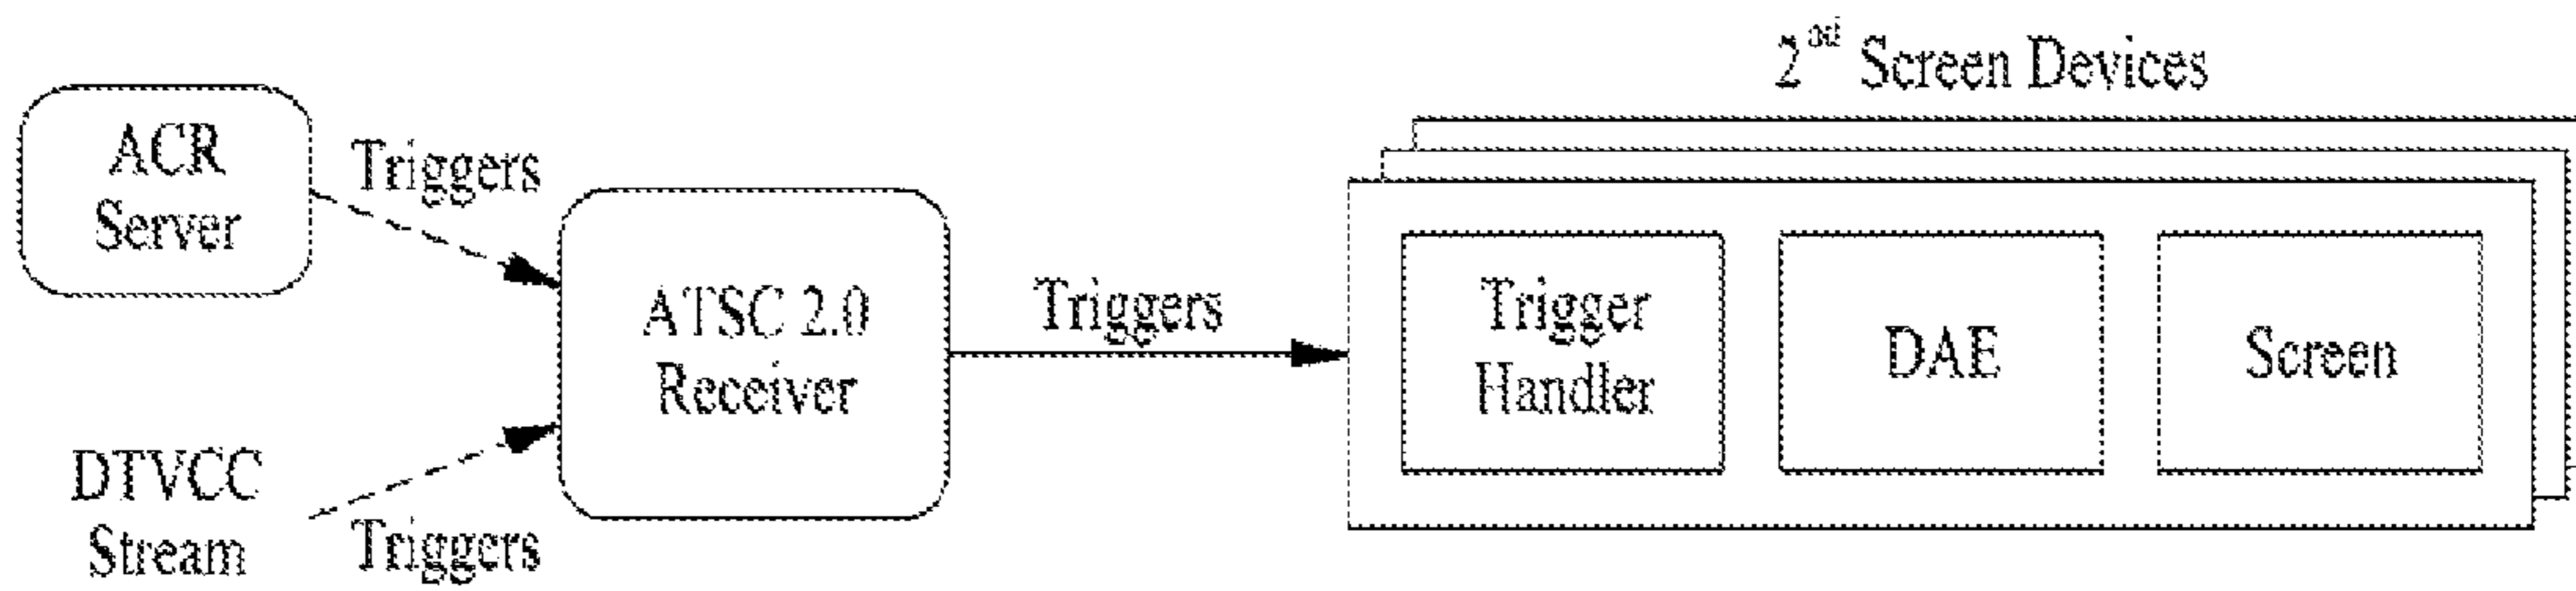 2nd Screen Devices
ACR
Server
Triggers
ATSC 2.0
Receiver
DTVCC
Stream
Triggers
Triggers
Trigger
Handler
DAE
Screen